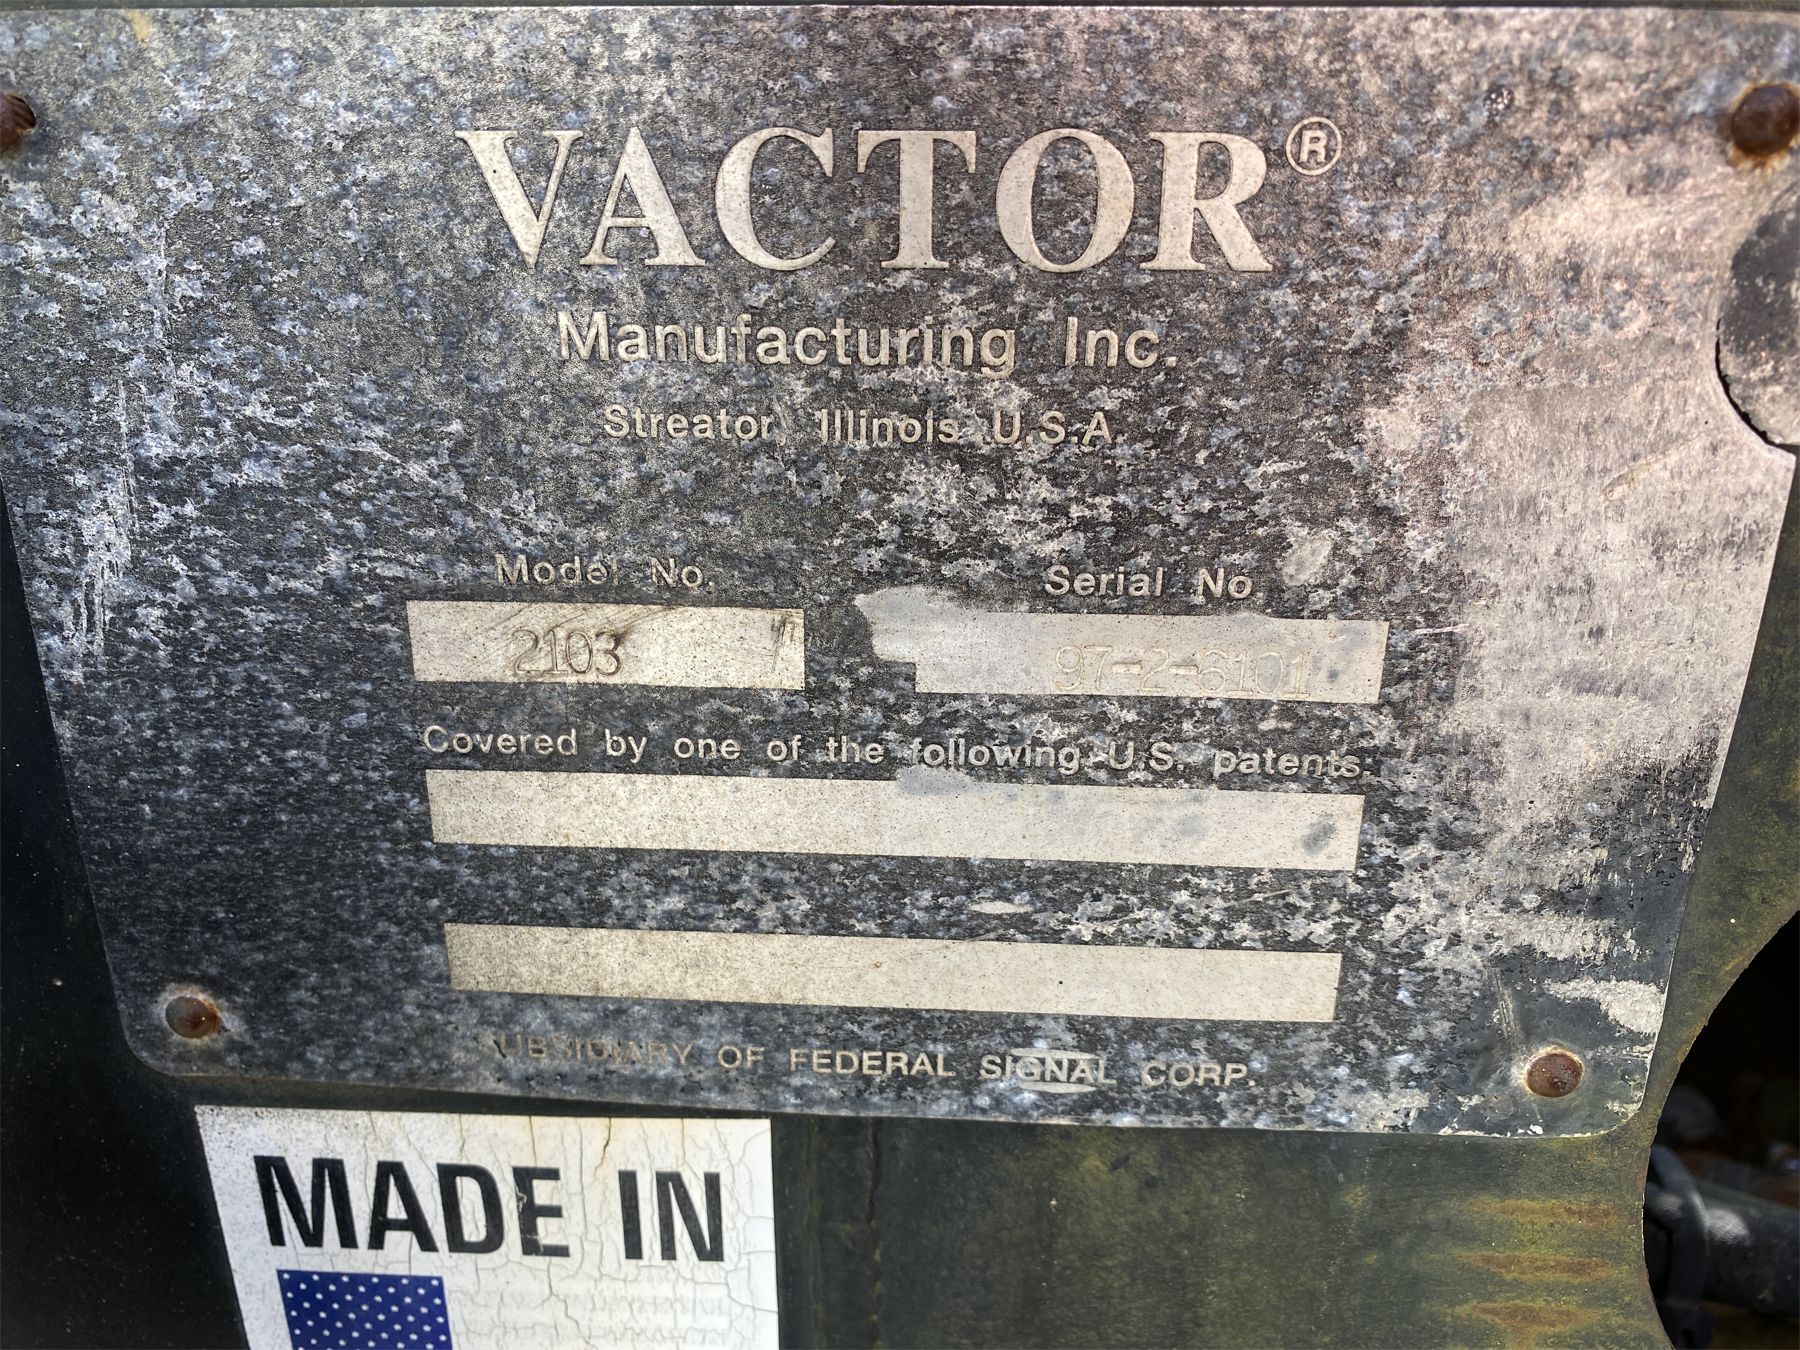 VACTOR®
Manufacturing Inc.
Streator, Illinois U.S.A.
Model No. Serial No.
2103 97-2-6101
Covered by one of the following U.S. patents:
SUBSIDIARY OF FEDERAL SIGNAL CORP.
MADE IN